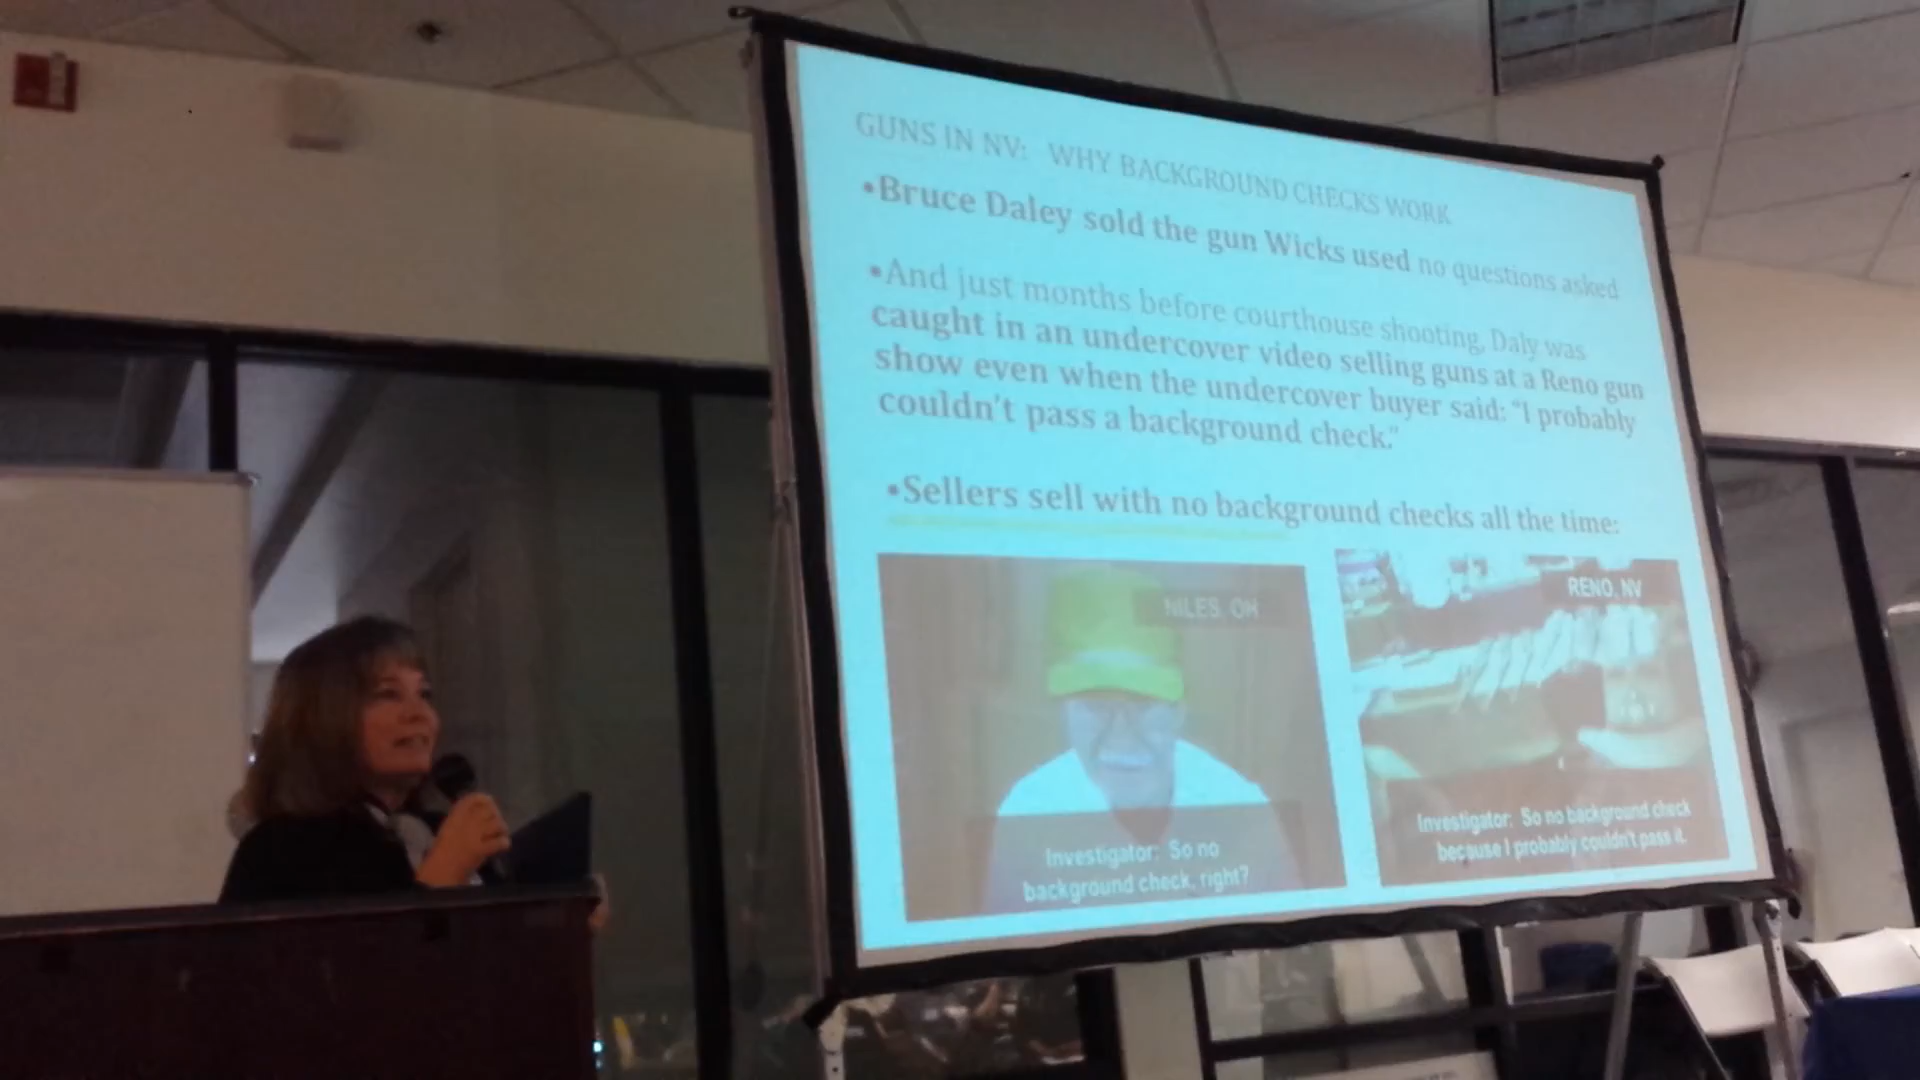 GUNS IN NV: WHY BACKGROUND CHECKS WORK
•Bruce Daley sold the gun Wicks used no questions asked
•And just months before courthouse shooting, Daly was
caught in an undercover video selling guns at a Reno gun
show even when the undercover buyer said: “I probably
couldn't pass a background check.”
•Sellers sell with no background checks all the time:
NILES, OH
Investigator: So no
background check, right?
RENO, NV
Investigator: So no background check
because I probably couldn't pass it.